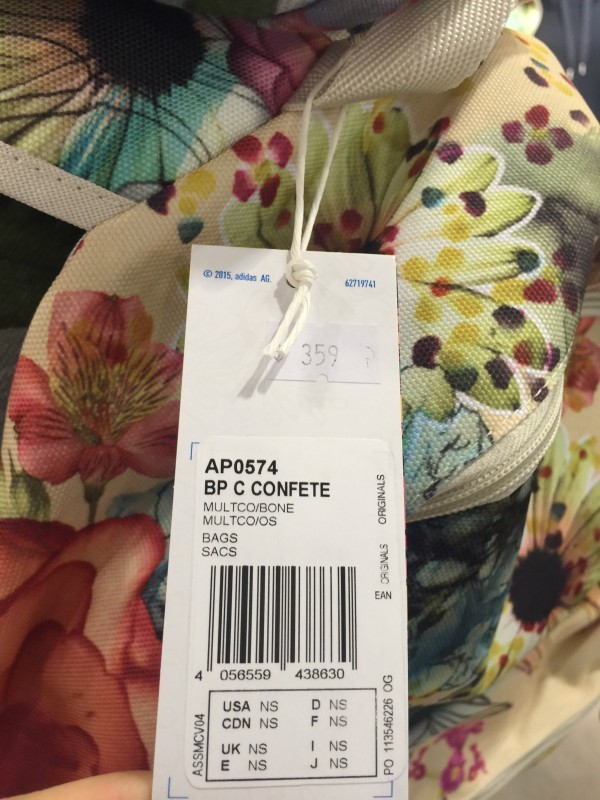 © 2015, adidas AG.
62719741
359
AP0574
BP C CONFETE
MULTCO/BONE
MULTCO/OS
BAGS
SACS
ORIGINALS
ORIGINALS
EAN
4 056559 438630
USA NS D NS
CDN NS F NS
UK NS I NS
E NS J NS
ASSMCV04
PO 113546226 OG